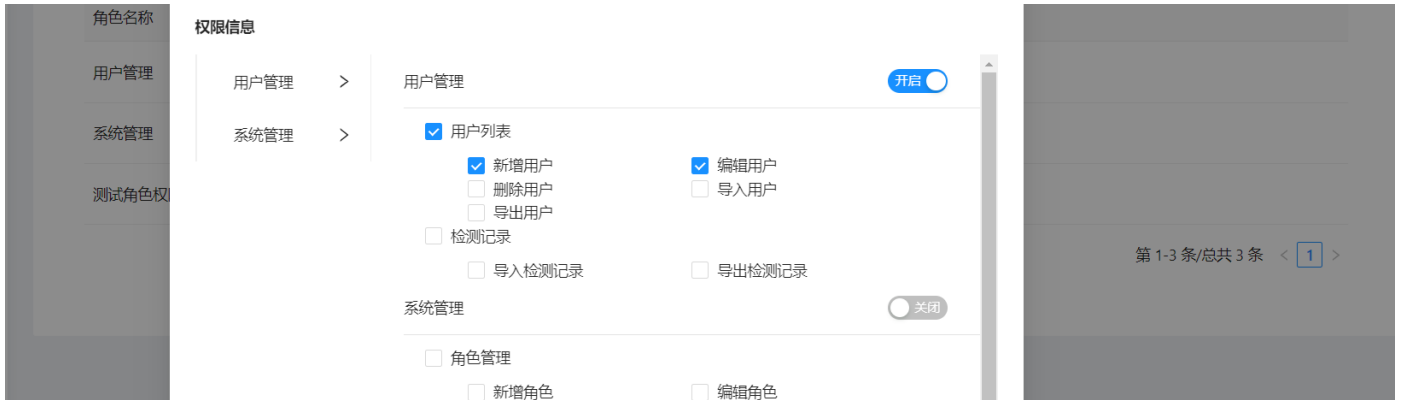 角色名称
权限信息
用户管理
用户管理
用户管理
开启
系统管理
系统管理
用户列表
新增用户
编辑用户
删除用户
导入用户
测试角色权
导出用户
检测记录
第 1-3 条/总共 3 条 < 1 >
导入检测记录
导出检测记录
系统管理
关闭
角色管理
新增角色
编辑角色